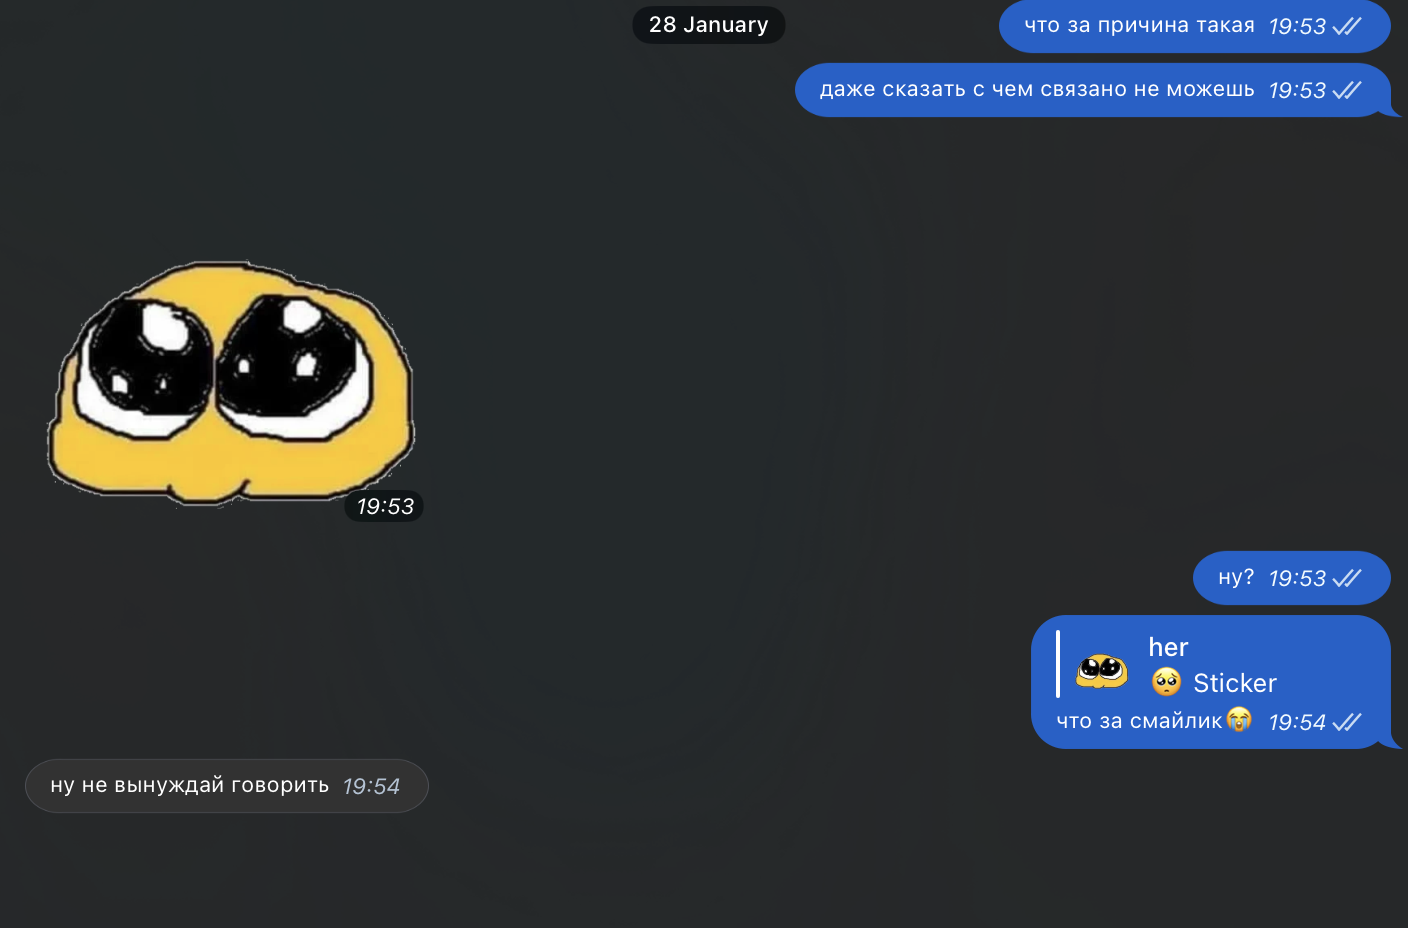 28 January
что за причина такая 19:53
даже сказать с чем связано не можешь 19:53
19:53
ну? 19:53
her
🥺 Sticker
что за смайлик😭 19:54
ну не вынуждай говорить 19:54